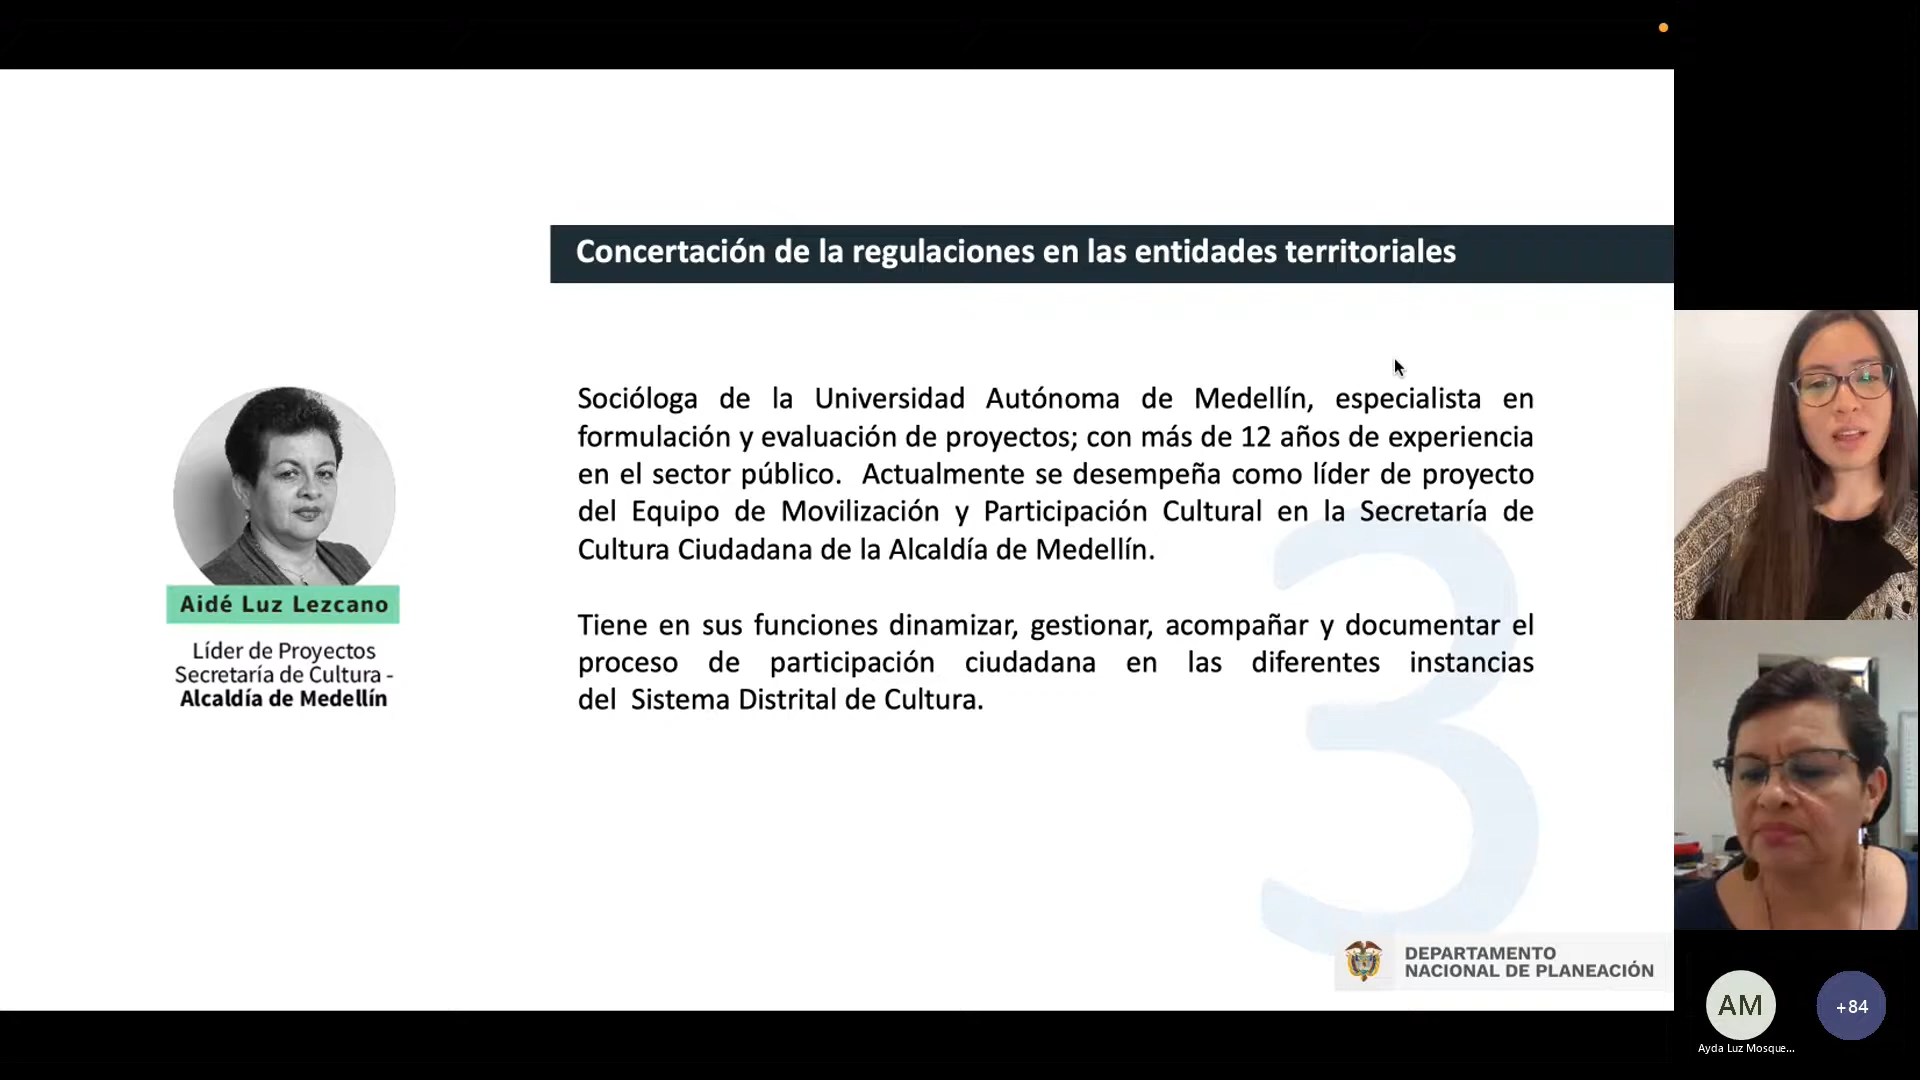 Concertación de la regulaciones en las entidades territoriales
Socióloga de la Universidad Autónoma de Medellín, especialista en
formulación y evaluación de proyectos; con más de 12 años de experiencia
en el sector público. Actualmente se desempeña como líder de proyecto
del Equipo de Movilización y Participación Cultural en la Secretaría de
Cultura Ciudadana de la Alcaldía de Medellín.
Tiene en sus funciones dinamizar, gestionar, acompañar y documentar el
proceso de participación ciudadana en las diferentes instancias
del Sistema Distrital de Cultura.
Aidé Luz Lezcano
Líder de Proyectos
Secretaría de Cultura -
Alcaldía de Medellín
3
DEPARTAMENTO
NACIONAL DE PLANEACIÓN
AM
+84
Ayda Luz Mosque...